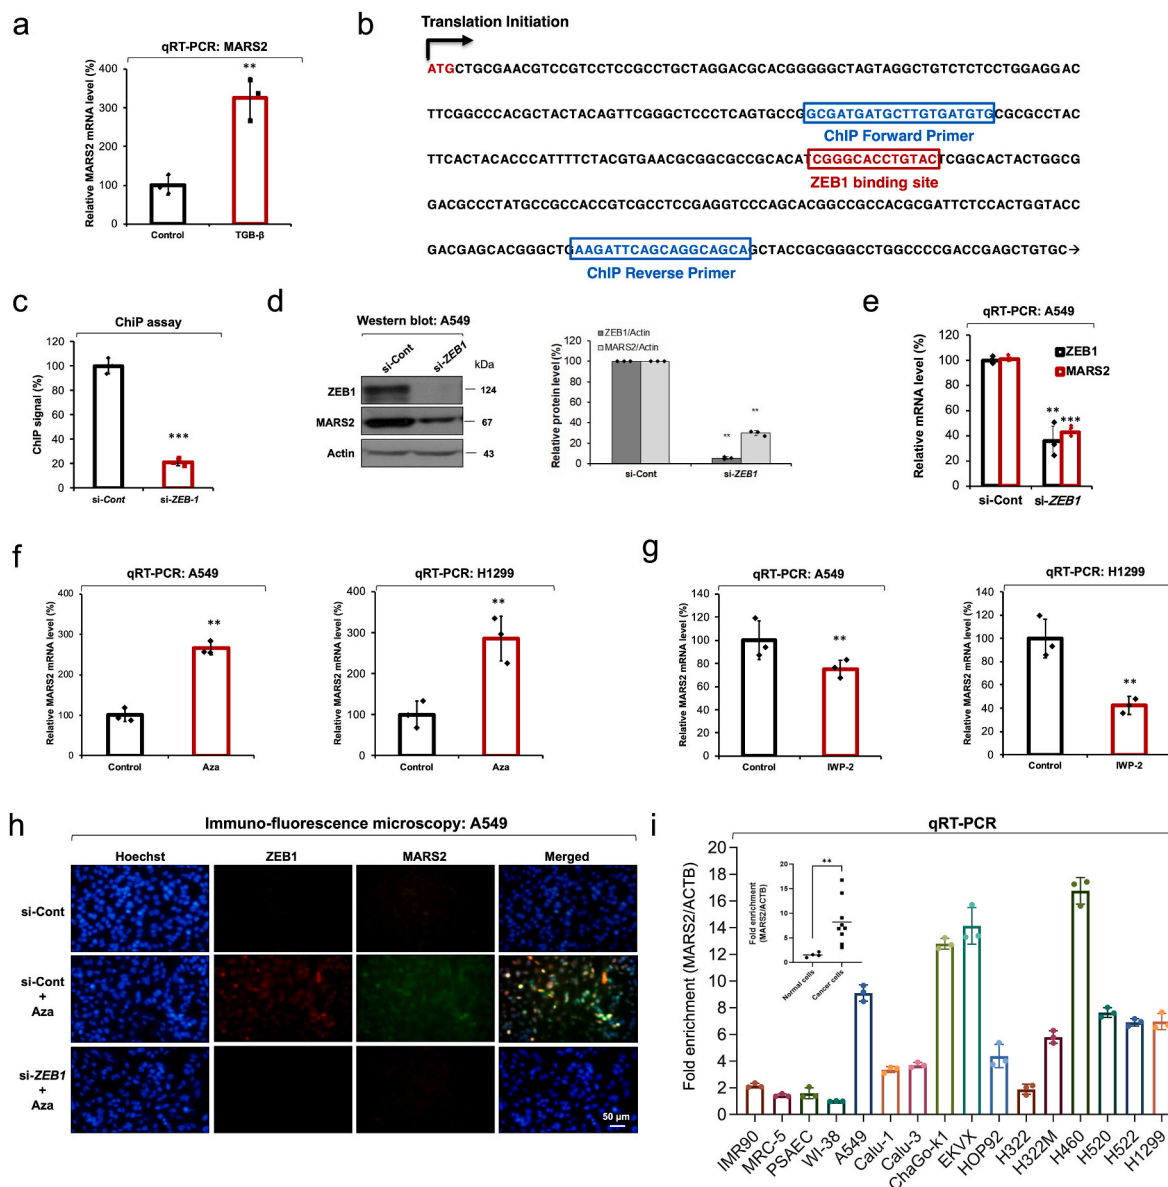 a
qRT-PCR: MARS2
Relative MARS2 mRNA level (%)
400
300
200
100
0
**
Control
TGB-β
b
Translation Initiation
ATGCTGCGAACGTCCGTCCTCCGCCTGCTAGGACGCACGGGGGCTAGTAGGCTGTCTCTCCTGGAGGAC
TTCGGCCCACGCTACTACAGTTCGGGCTCCCTCAGTGCCGGCGATGATGCTTGTGATGTGCGCGCCTAC
ChIP Forward Primer
TTCACTACACCCATTTTCTACGTGAACGCGGCGCCGCACATCGGGCACCTGTACTCGGCACTACTGGCG
ZEB1 binding site
GACGCCCTATGCCGCCACCGTCGCCTCCGAGGTCCCAGCACGGCCGCCACGCGATTCTCCACTGGTACC
GACGAGCACGGGCTGAAGATTCAGCAGGCAGCAGCTACCGCGGGCCTGGCCCCGACCGAGCTGTGC→
ChIP Reverse Primer
c
ChiP assay
ChIP signal (%)
120
100
80
60
40
20
0
***
si-Cont
si-ZEB-1
d
Western blot: A549
si-Cont
si-ZEB1
kDa
ZEB1
124
MARS2
67
Actin
43
Relative protein level (%)
ZEB1/Actin
MARS2/Actin
120
100
80
60
40
20
0
**
**
si-Cont
si-ZEB1
e
qRT-PCR: A549
Relative mRNA level (%)
120
100
80
60
40
20
0
ZEB1
MARS2
**
***
si-Cont
si-ZEB1
f
qRT-PCR: A549
Relative MARS2 mRNA level (%)
400
300
200
100
0
**
Control
Aza
qRT-PCR: H1299
Relative MARS2 mRNA level (%)
400
300
200
100
0
**
Control
Aza
g
qRT-PCR: A549
Relative MARS2 mRNA level (%)
140
120
100
80
60
40
20
0
**
Control
IWP-2
qRT-PCR: H1299
Relative MARS2 mRNA level (%)
140
120
100
80
60
40
20
0
**
Control
IWP-2
h
Immuno-fluorescence microscopy: A549
Hoechst
ZEB1
MARS2
Merged
si-Cont
si-Cont
+
Aza
si-ZEB1
+
Aza
50 µm
i
qRT-PCR
Fold enrichment (MARS2/ACTB)
20
18
16
14
12
10
8
6
4
2
0
Fold enrichment
(MARS2/ACTB)
20
15
10
5
0
**
Normal cells
Cancer cells
IMR90
MRC-5
PSAEC
WI-38
A549
Calu-1
Calu-3
ChaGo-k1
EKVX
HOP92
H322
H322M
H460
H520
H522
H1299